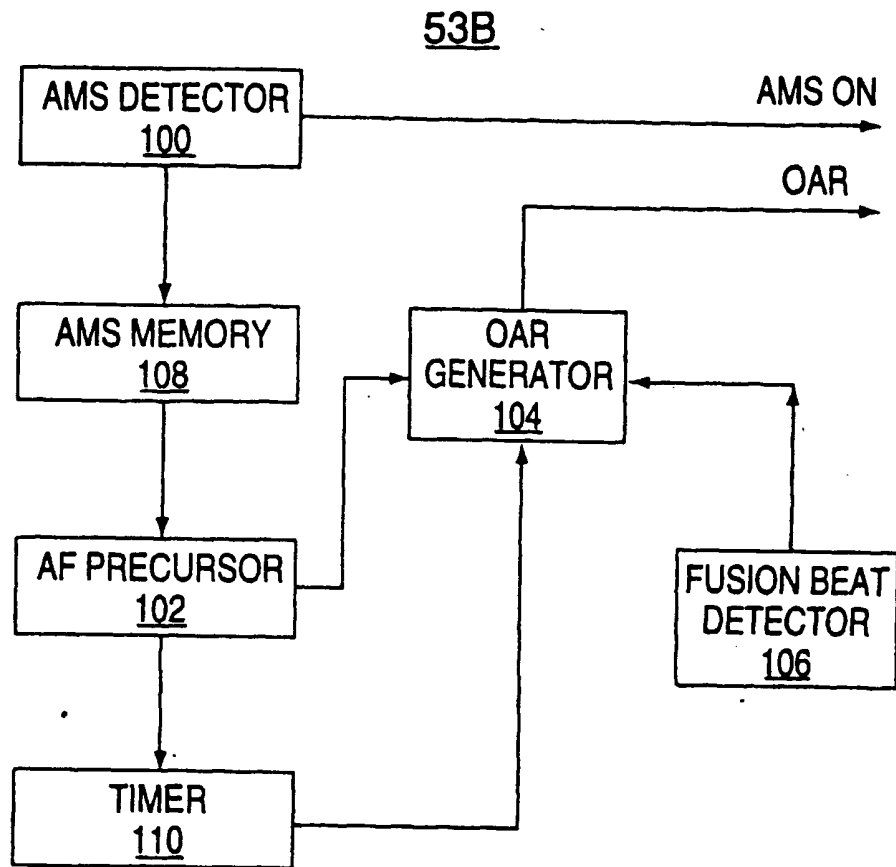 53B
AMS DETECTOR
100
AMS ON
OAR
AMS MEMORY
108
OAR
GENERATOR
104
AF PRECURSOR
102
FUSION BEAT
DETECTOR
106
TIMER
110